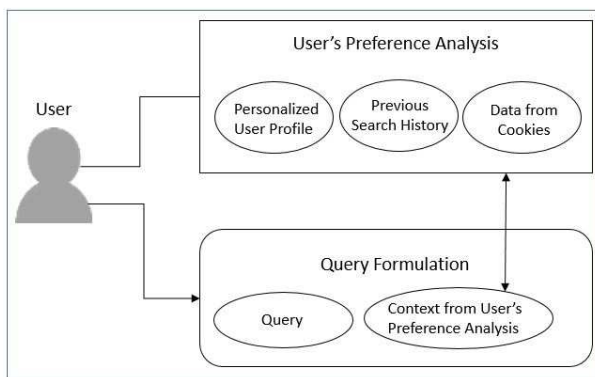 User's Preference Analysis
User
Personalized
User Profile
Previous
Search History
Data from
Cookies
Query Formulation
Query
Context from User's
Preference Analysis